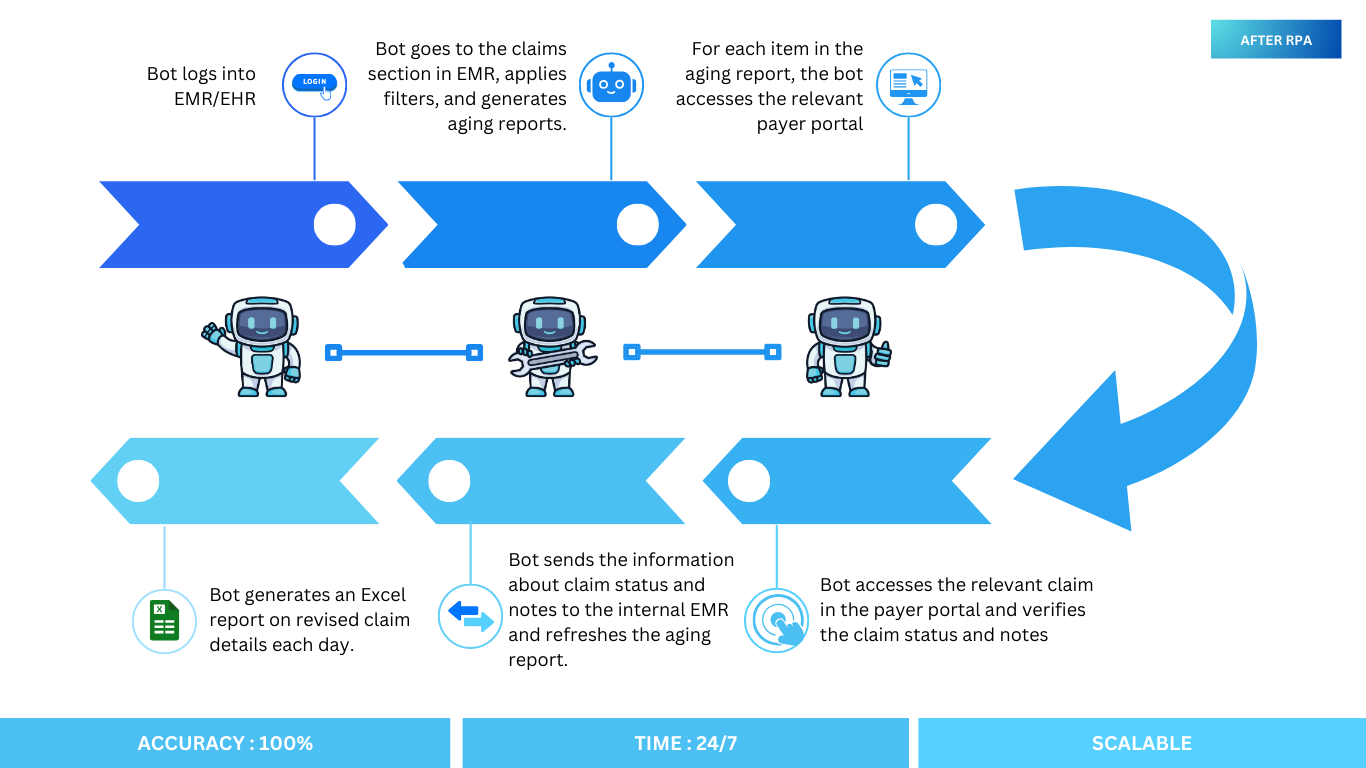 AFTER RPA
Bot logs into
EMR/EHR
LOGIN
Bot goes to the claims
section in EMR, applies
filters, and generates
aging reports.
For each item in the
aging report, the bot
accesses the relevant
payer portal
Bot accesses the relevant claim
in the payer portal and verifies
the claim status and notes
Bot sends the information
about claim status and
notes to the internal EMR
and refreshes the aging
report.
X
Bot generates an Excel
report on revised claim
details each day.
ACCURACY : 100%
TIME : 24/7
SCALABLE